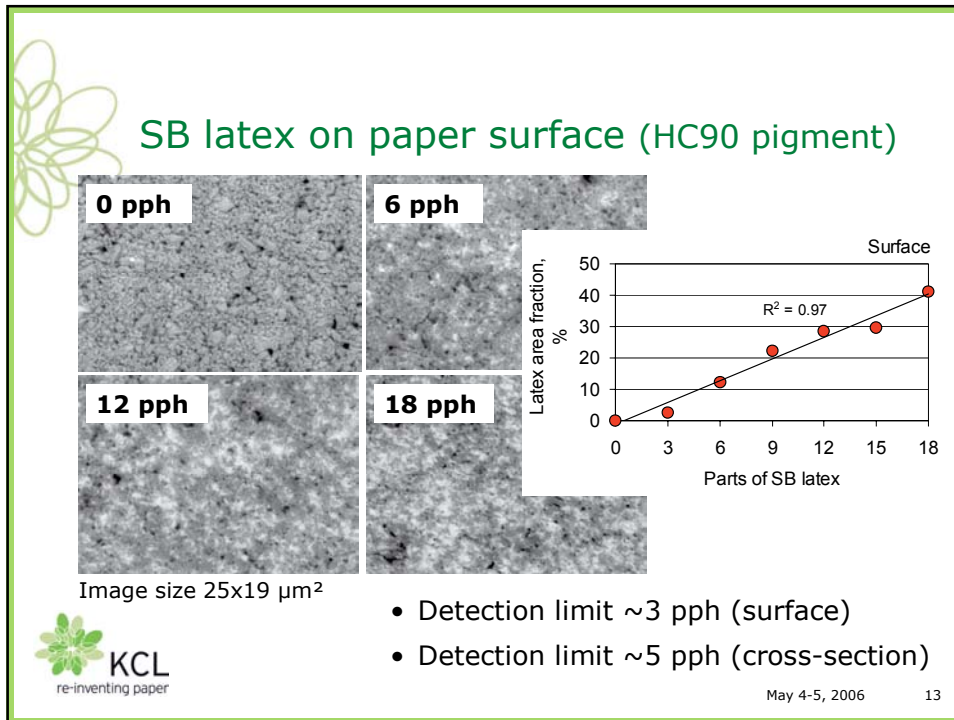 SB latex on paper surface (HC90 pigment)
0 pph
6 pph
12 pph
18 pph
Surface
Latex area fraction, %
50
40
30
20
10
0
R² = 0.97
0 3 6 9 12 15 18
Parts of SB latex
Image size 25x19 µm²
• Detection limit ~3 pph (surface)
• Detection limit ~5 pph (cross-section)
KCL
re-inventing paper
May 4-5, 2006 13